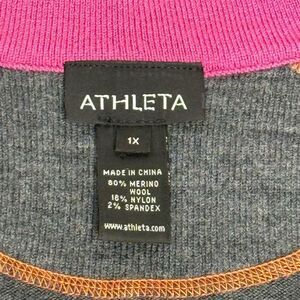 ATHLETA
1X
MADE IN CHINA
80% MERINO
WOOL
18% NYLON
2% SPANDEX
www.athleta.com